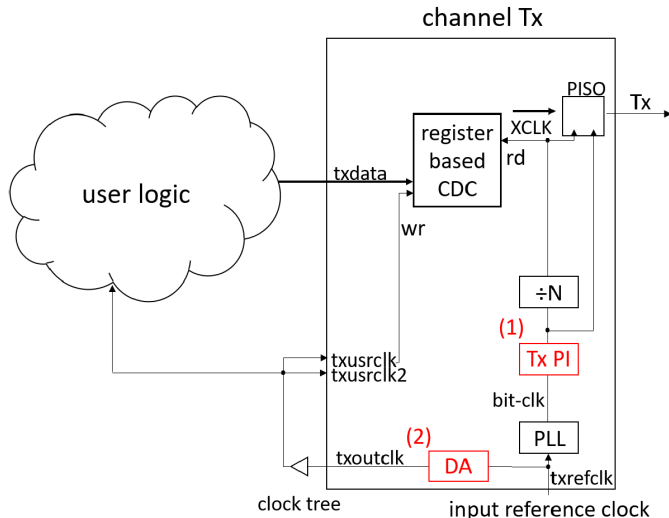 channel Tx
PISO
Tx
XCLK
register
based
CDC
rd
txdata
user logic
wr
÷N
(1)
Tx PI
txusrclk
txusrclk2
bit-clk
(2)
PLL
txoutclk
DA
txrefclk
clock tree
input reference clock